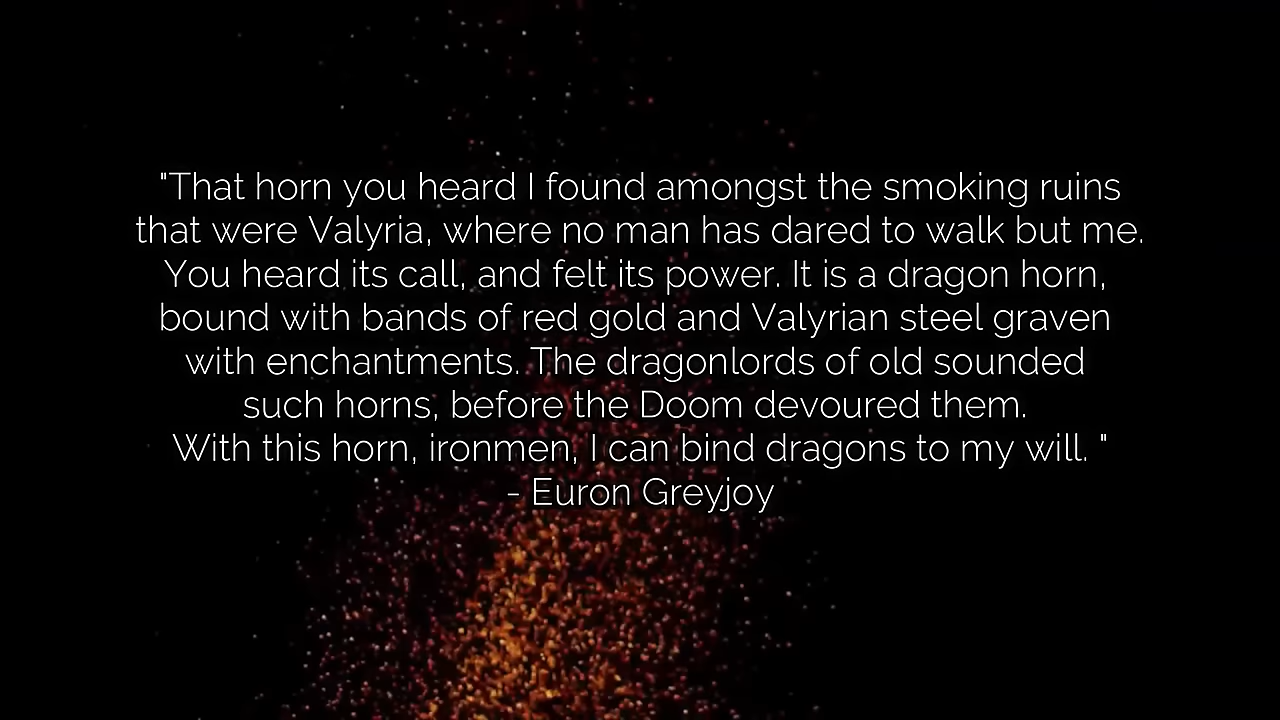 "That horn you heard I found amongst the smoking ruins
that were Valyria, where no man has dared to walk but me.
You heard its call, and felt its power. It is a dragon horn,
bound with bands of red gold and Valyrian steel graven
with enchantments. The dragonlords of old sounded
such horns, before the Doom devoured them.
With this horn, ironmen, I can bind dragons to my will. "
- Euron Greyjoy